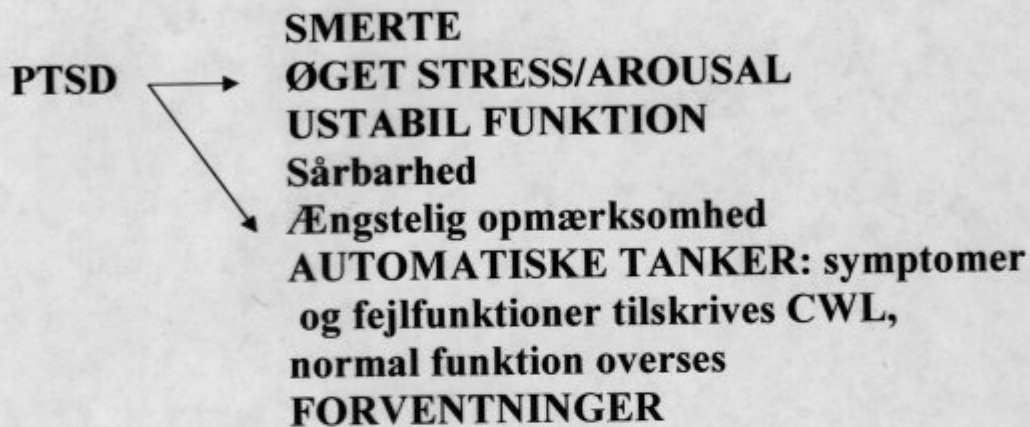 SMERTE
PTSD ØGET STRESS/AROUSAL
USTABIL FUNKTION
Sårbarhed
Ængstelig opmærksomhed
AUTOMATISKE TANKER: symptomer
og fejlfunktioner tilskrives CWL,
normal funktion overses
FORVENTNINGER